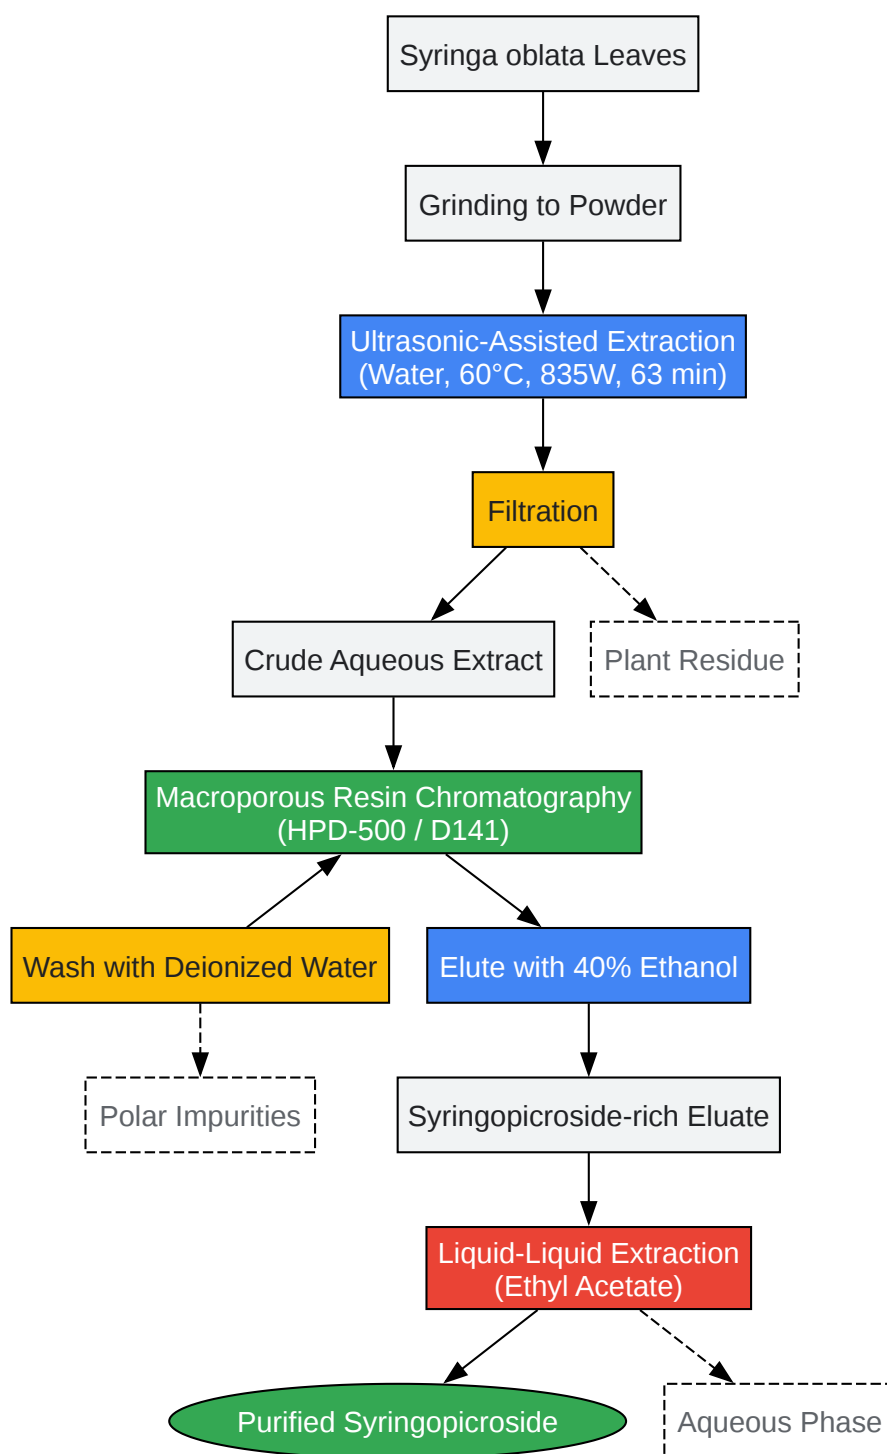 Syringa oblata Leaves
Grinding to Powder
Ultrasonic-Assisted Extraction
(Water, 60°C, 835W, 63 min)
Filtration
Crude Aqueous Extract
Plant Residue
Macroporous Resin Chromatography
(HPD-500 / D141)
Wash with Deionized Water
Elute with 40% Ethanol
Polar Impurities
Syringopicroside-rich Eluate
Liquid-Liquid Extraction
(Ethyl Acetate)
Purified Syringopicroside
Aqueous Phase